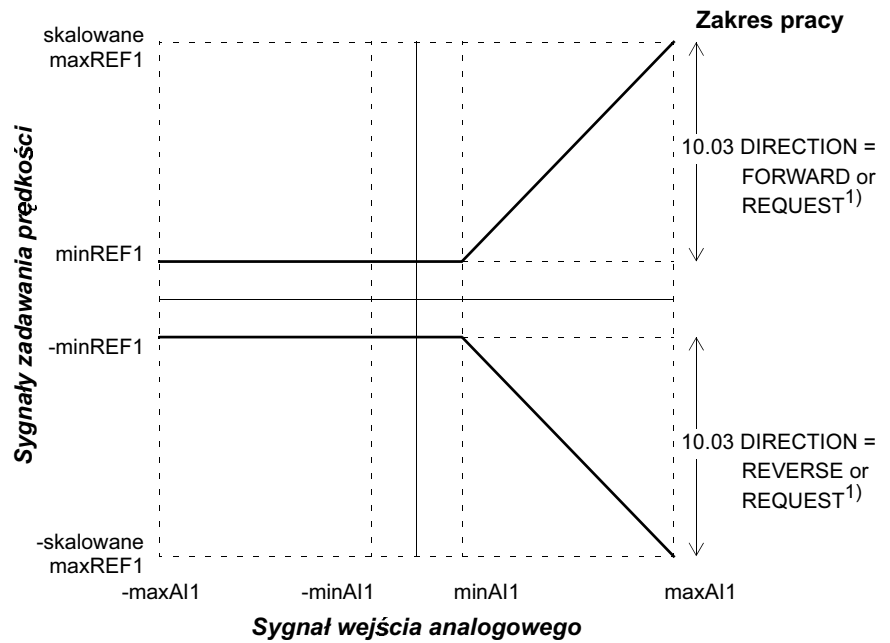 Zakres pracy
skalowane
maxREF1
10.03 DIRECTION =
FORWARD or
REQUEST1)
minREF1
Sygnały zadawania prędkości
-minREF1
10.03 DIRECTION =
REVERSE or
REQUEST1)
-skalowane
maxREF1
-maxAI1
-minAI1
minAI1
maxAI1
Sygnał wejścia analogowego